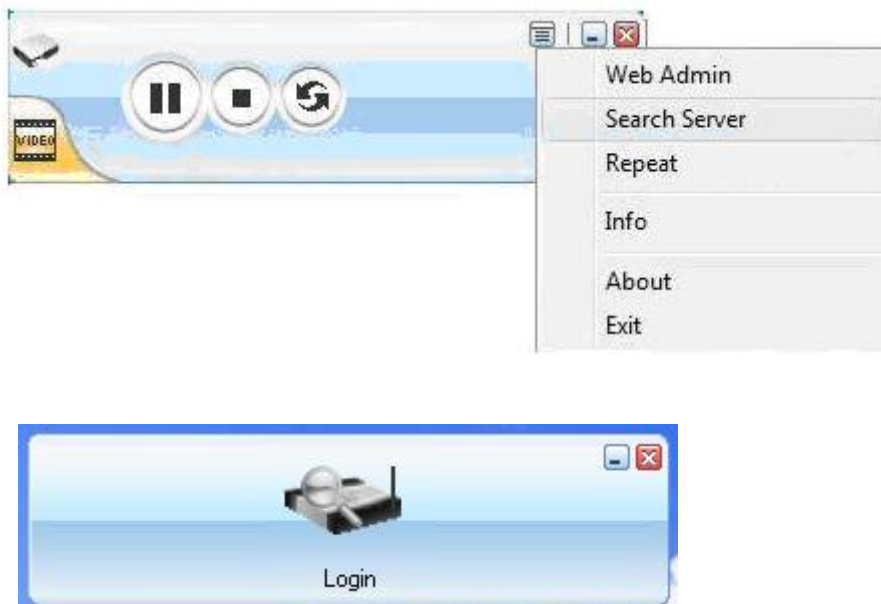 VIDEO
Web Admin
Search Server
Repeat
Info
About
Exit
Login